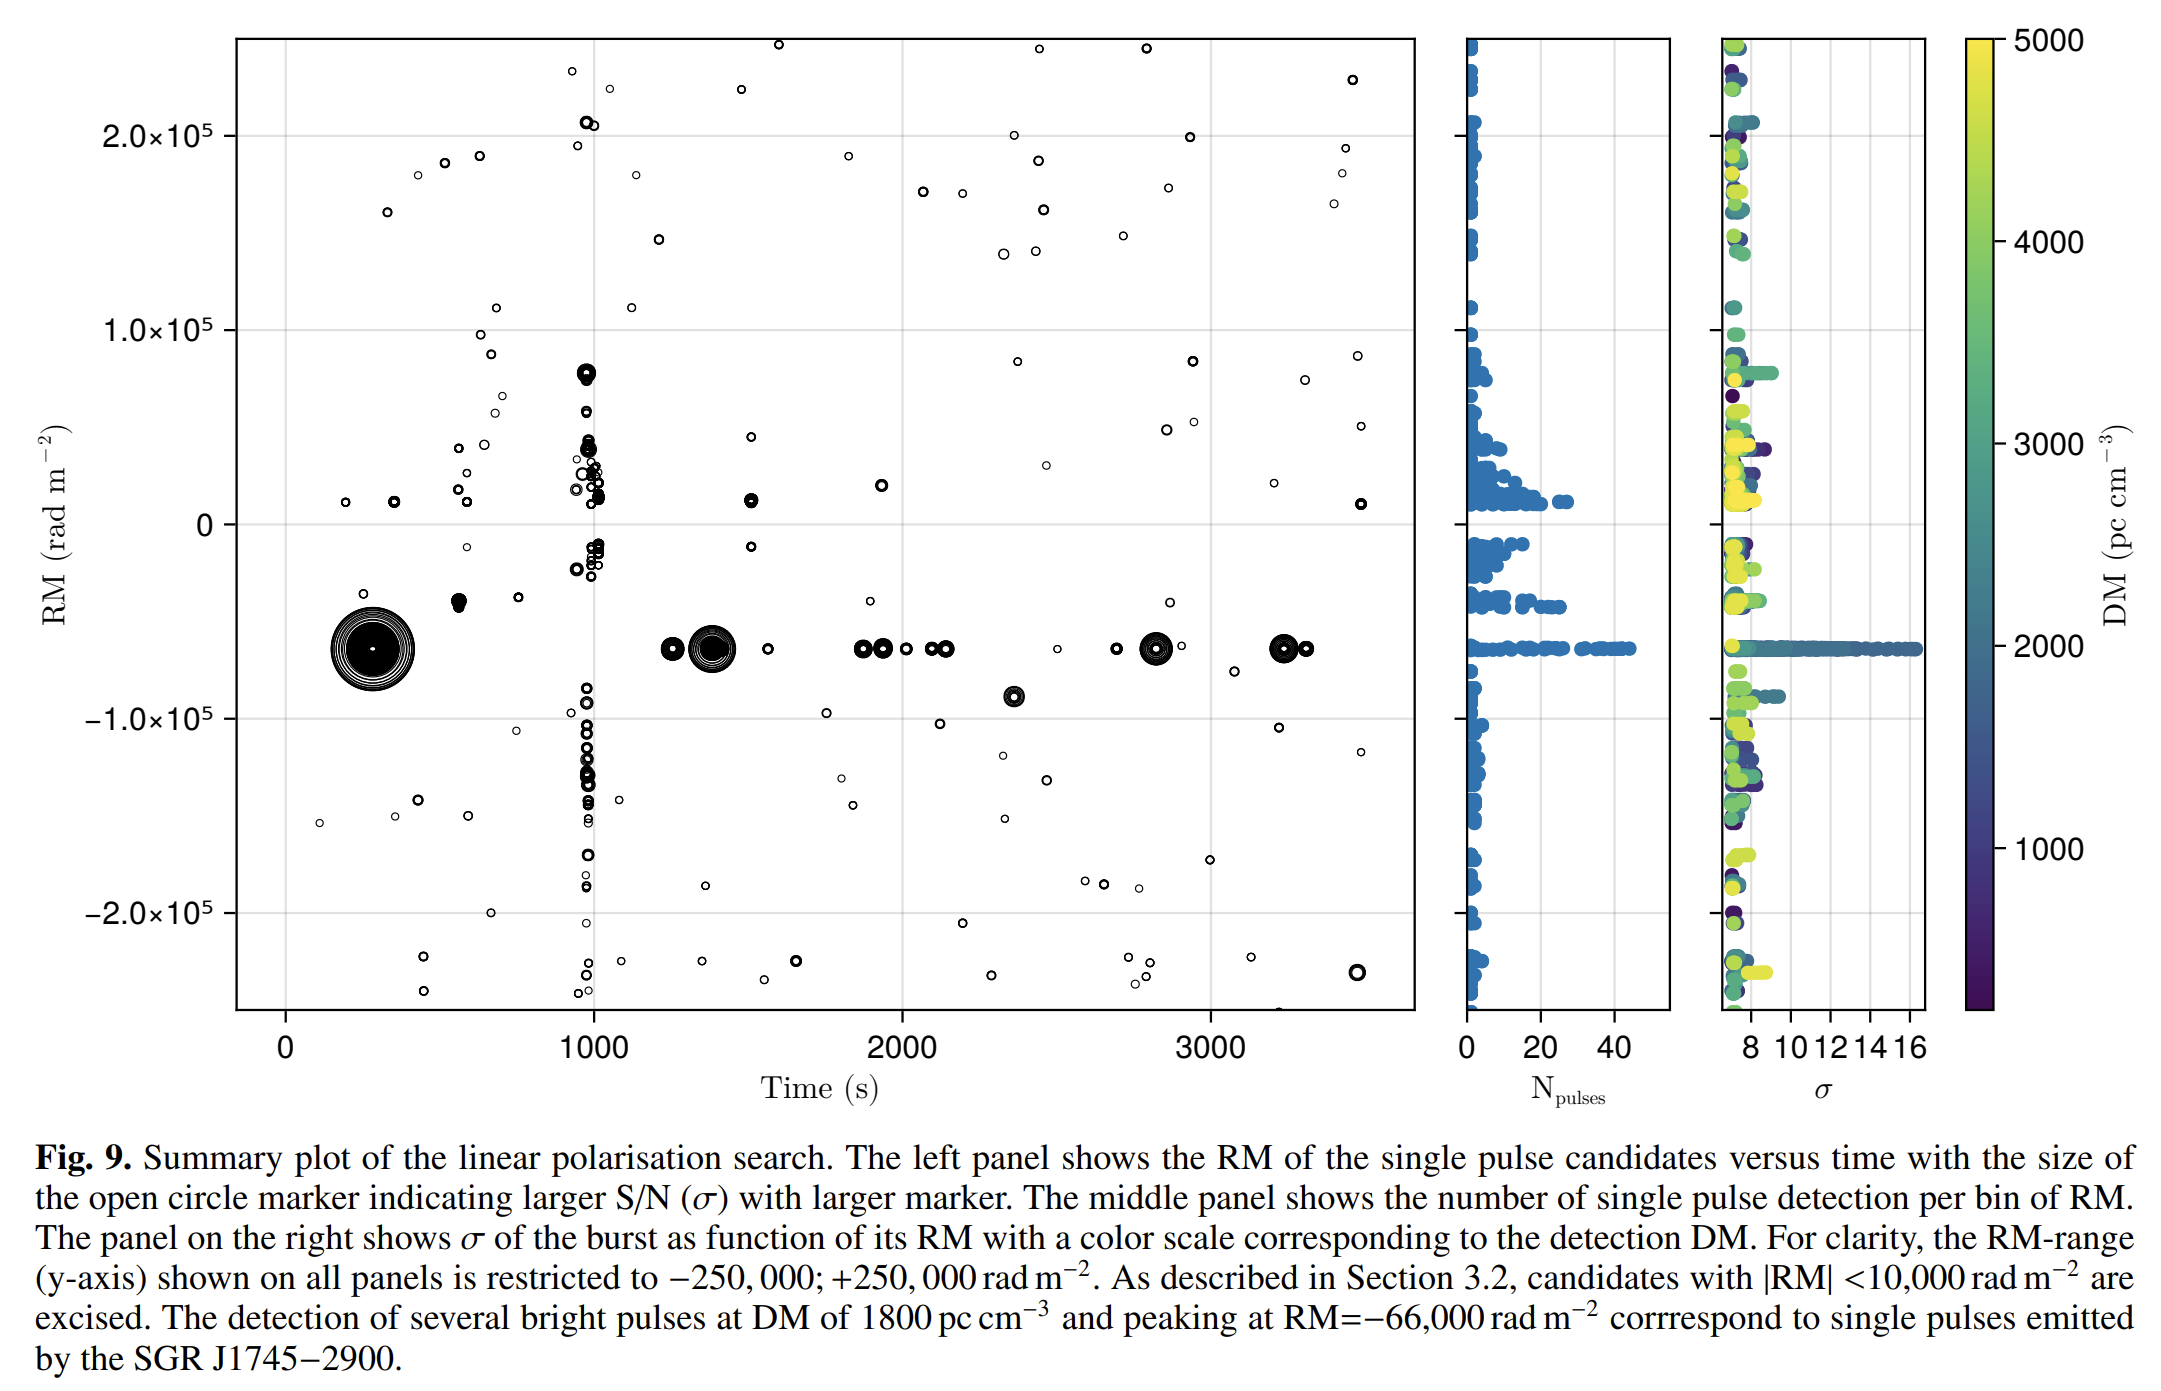 2.0×10⁵
1.0×10⁵
0
−1.0×10⁵
−2.0×10⁵
RM (rad m⁻²)
0 1000 2000 3000
Time (s)
0 20 40
N_pulses
8 10 12 14 16
σ
5000
4000
3000
2000
1000
DM (pc cm⁻³)
Fig. 9. Summary plot of the linear polarisation search. The left panel shows the RM of the single pulse candidates versus time with the size of
the open circle marker indicating larger S/N (σ) with larger marker. The middle panel shows the number of single pulse detection per bin of RM.
The panel on the right shows σ of the burst as function of its RM with a color scale corresponding to the detection DM. For clarity, the RM-range
(y-axis) shown on all panels is restricted to −250, 000; +250, 000 rad m⁻². As described in Section 3.2, candidates with |RM| <10,000 rad m⁻² are
excised. The detection of several bright pulses at DM of 1800 pc cm⁻³ and peaking at RM=−66,000 rad m⁻² corrrespond to single pulses emitted
by the SGR J1745−2900.